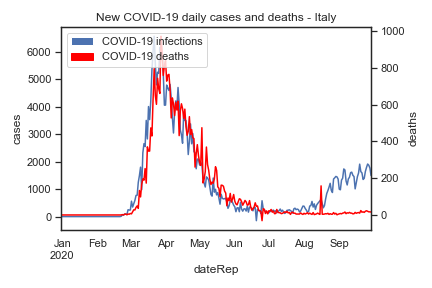 New COVID-19 daily cases and deaths - Italy
COVID-19 infections
COVID-19 deaths
6000
5000
4000
3000
2000
1000
0
cases
1000
800
600
400
200
0
deaths
Jan Feb Mar Apr May Jun Jul Aug Sep
2020
dateRep